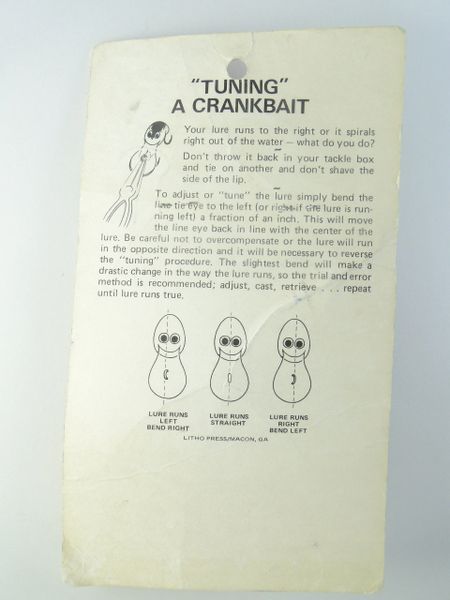 "TUNING"
A CRANKBAIT
Your lure runs to the right or it spirals
right out of the water — what do you do?
Don't throw it back in your tackle box
and tie on another and don't shave the
side of the lip.
To adjust or "tune" the lure simply bend the
line tie eye to the left (or right if the lure is run-
ning left) a fraction of an inch. This will move
the line eye back in line with the center of the
lure. Be careful not to overcompensate or the lure will run
in the opposite direction and it will be necessary to reverse
the "tuning" procedure. The slightest bend will make a
drastic change in the way the lure runs, so the trial and error
method is recommended; adjust, cast, retrieve . . . repeat
until lure runs true.
LURE RUNS
LEFT
BEND RIGHT
LURE RUNS
STRAIGHT
LURE RUNS
RIGHT
BEND LEFT
LITHO PRESS/MACON, GA